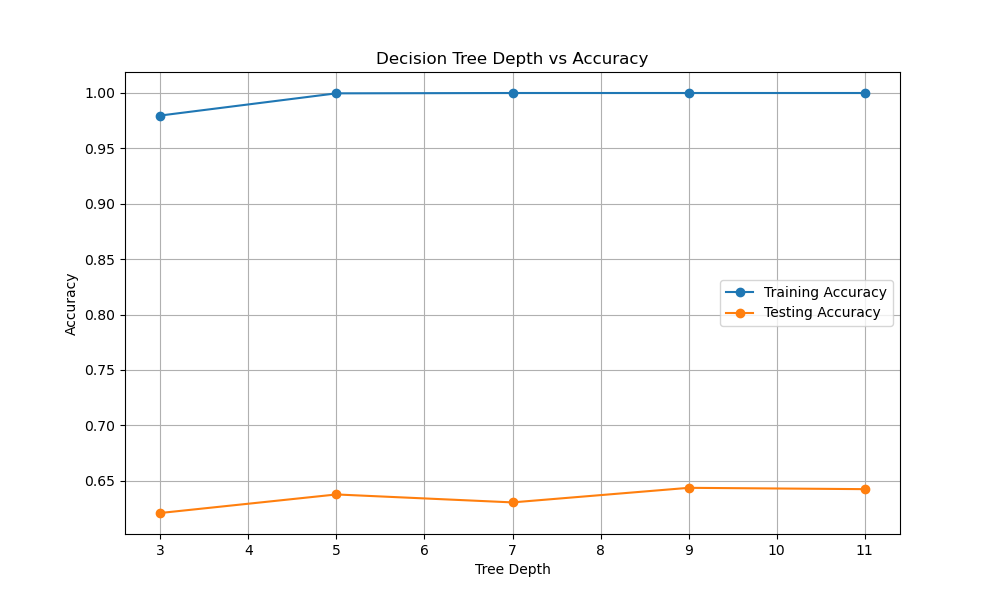 Decision Tree Depth vs Accuracy
1.00
0.95
0.90
0.85
0.80
0.75
0.70
0.65
Accuracy
Training Accuracy
Testing Accuracy
3 4 5 6 7 8 9 10 11
Tree Depth